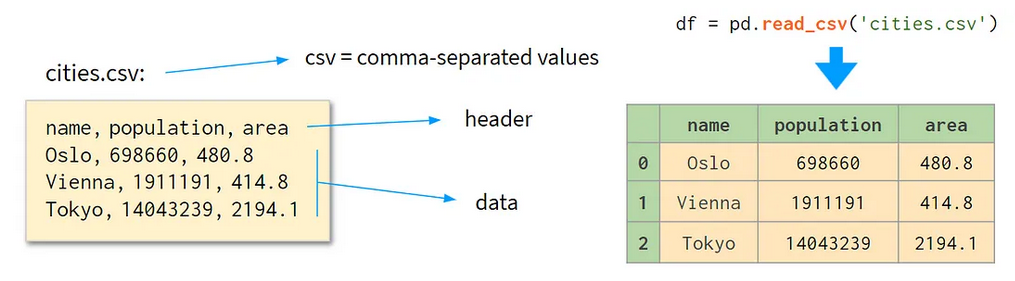 cities.csv:
csv = comma-separated values
name, population, area
Oslo, 698660, 480.8
Vienna, 1911191, 414.8
Tokyo, 14043239, 2194.1
header
data
df = pd.read_csv('cities.csv')
name population area
0 Oslo 698660 480.8
1 Vienna 1911191 414.8
2 Tokyo 14043239 2194.1